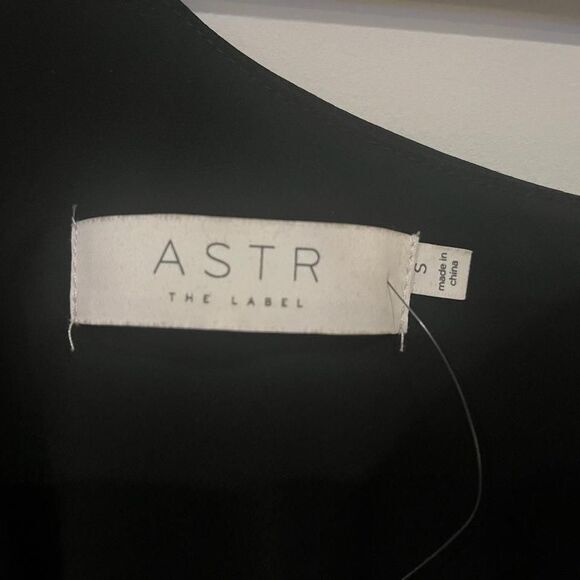 ASTR
THE LABEL
S
made in
china